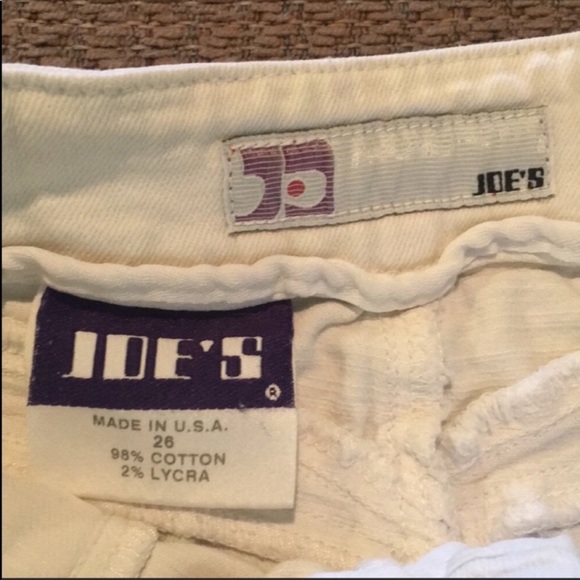 JOE'S
JOE'S®
MADE IN U.S.A.
26
98% COTTON
2% LYCRA